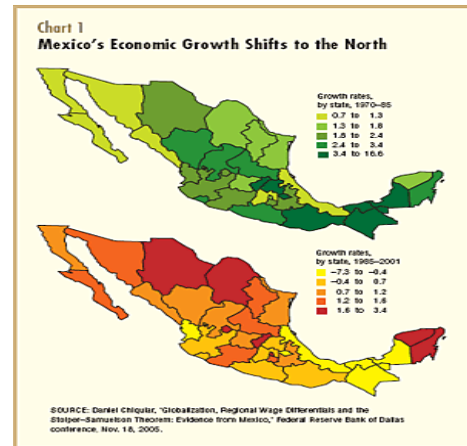 Chart 1
Mexico's Economic Growth Shifts to the North
Growth rates,
by state, 1970–85
0.7 to 1.3
1.3 to 1.8
1.8 to 2.4
2.4 to 3.4
3.4 to 16.6
Growth rates,
by state, 1985–2001
–7.3 to –0.4
–0.4 to 0.7
0.7 to 1.2
1.2 to 1.6
1.6 to 3.4
SOURCE: Daniel Chiquiar, "Globalization, Regional Wage Differentials and the
Stolper–Samuelson Theorem: Evidence from Mexico," Federal Reserve Bank of Dallas
conference, Nov. 18, 2005.